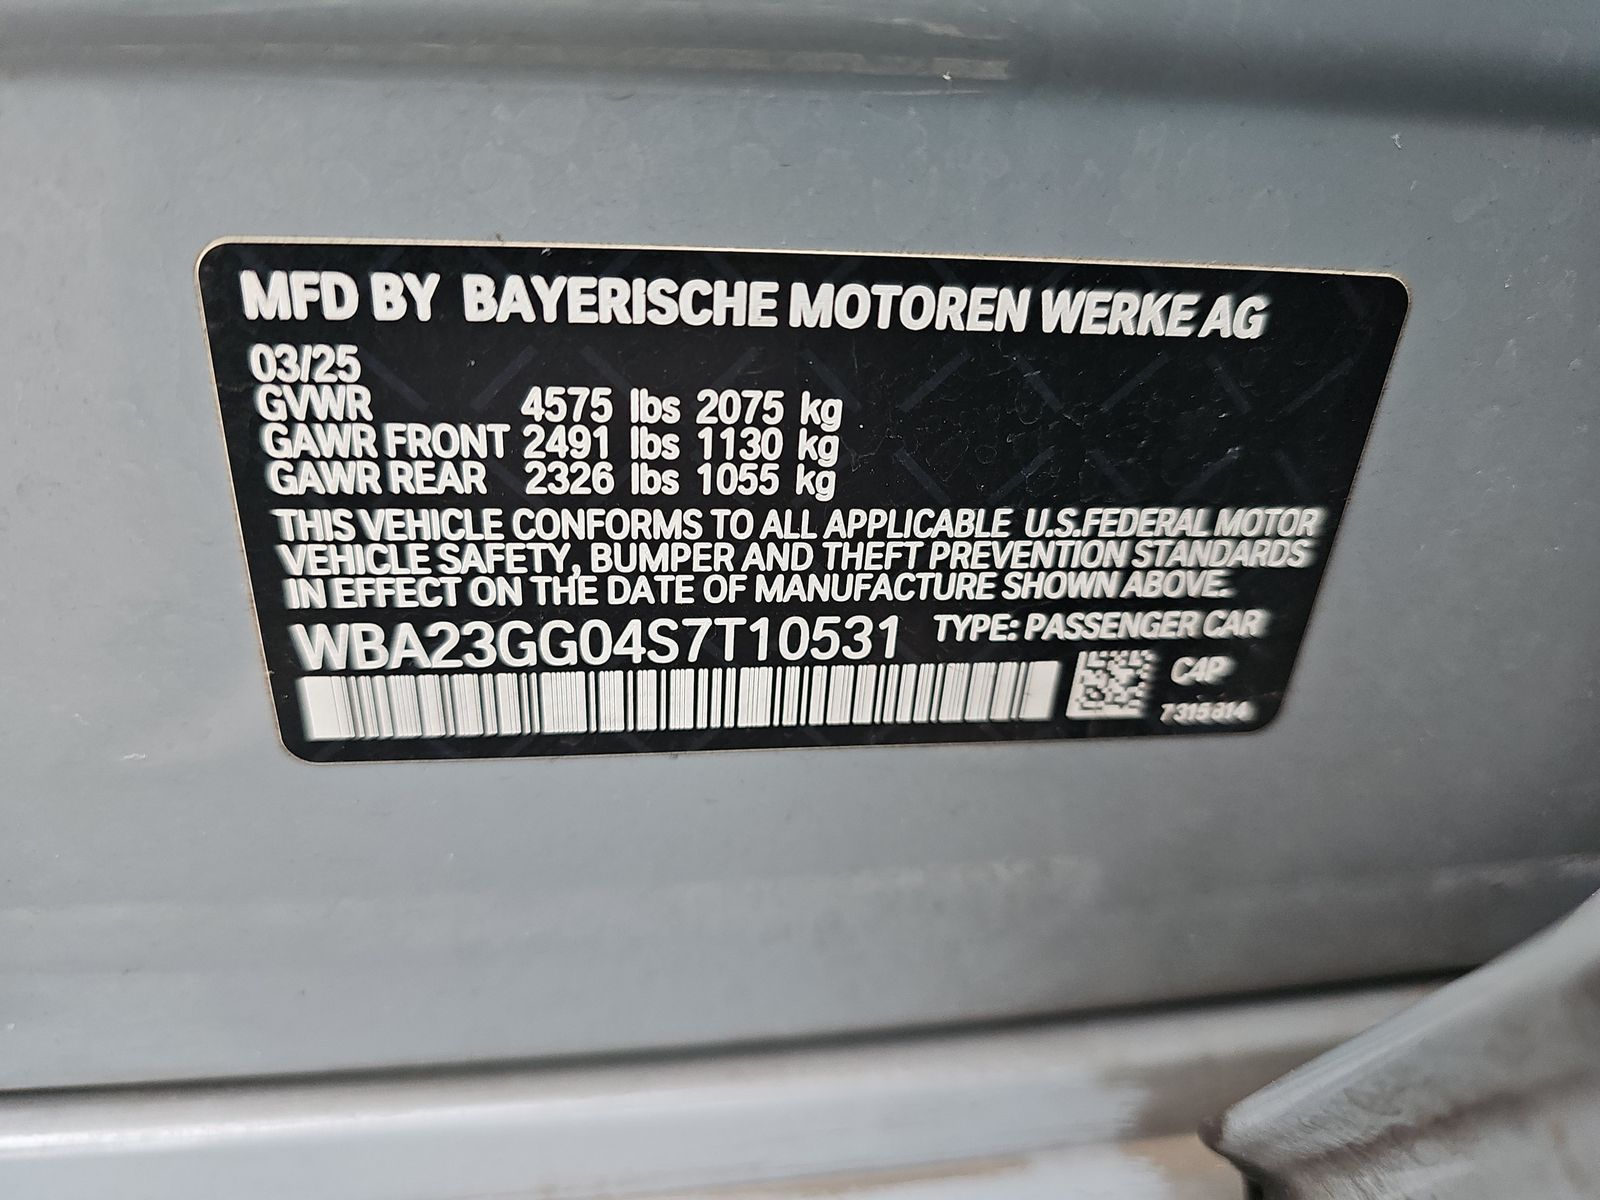 MFD BY BAYERISCHE MOTOREN WERKE AG
03/25
GVWR 4575 lbs 2075 kg
GAWR FRONT 2491 lbs 1130 kg
GAWR REAR 2326 lbs 1055 kg
THIS VEHICLE CONFORMS TO ALL APPLICABLE U.S.FEDERAL MOTOR
VEHICLE SAFETY, BUMPER AND THEFT PREVENTION STANDARDS
IN EFFECT ON THE DATE OF MANUFACTURE SHOWN ABOVE.
WBA23GG04S7T10531 TYPE: PASSENGER CAR
C4P